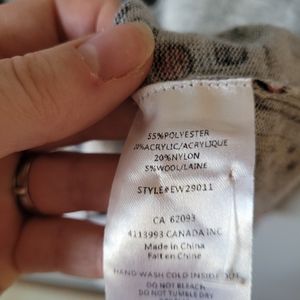 55%POLYESTER
20%ACRYLIC/ACRYLIQUE
20%NYLON
5%WOOL/LAINE
STYLE#EW29011
CA 62093
4113993 CANADA INC
Made in China
Fait en Chine
HAND WASH COLD INSIDE OUT
DO NOT BLEACH
DO NOT TUMBLE DRY